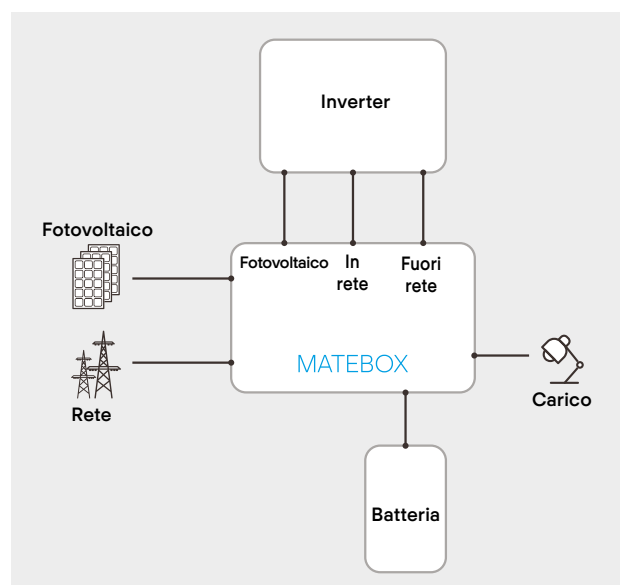 Inverter
Fotovoltaico
Fotovoltaico
In
rete
Fuori
rete
MATEBOX
Rete
Carico
Batteria